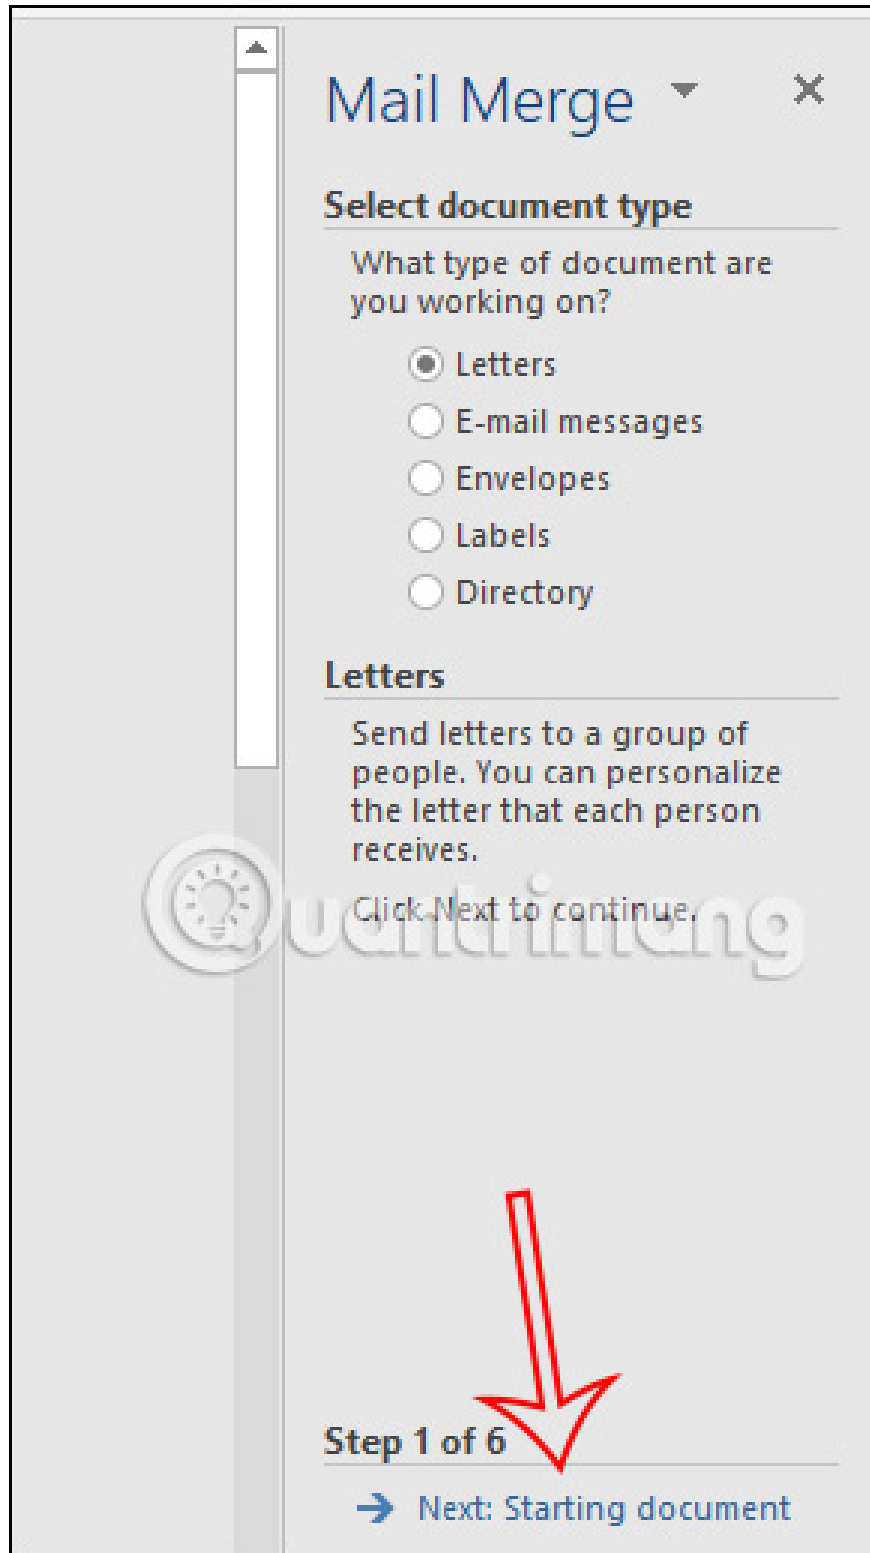 Mail Merge
Select document type
What type of document are
you working on?
Letters
E-mail messages
Envelopes
Labels
Directory
Letters
Send letters to a group of
people. You can personalize
the letter that each person
receives.
Click Next to continue.
Quantrimang
Step 1 of 6
Next: Starting document